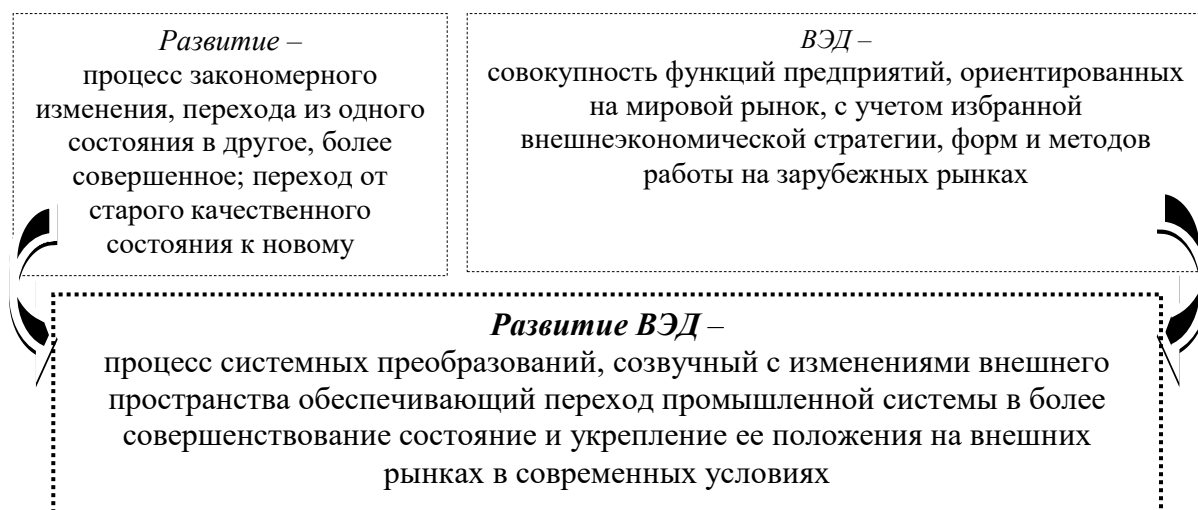 Развитие –
процесс закономерного
изменения, перехода из одного
состояния в другое, более
совершенное; переход от
старого качественного
состояния к новому
ВЭД –
совокупность функций предприятий, ориентированных
на мировой рынок, с учетом избранной
внешнеэкономической стратегии, форм и методов
работы на зарубежных рынках
Развитие ВЭД –
процесс системных преобразований, созвучный с изменениями внешнего
пространства обеспечивающий переход промышленной системы в более
совершенствование состояние и укрепление ее положения на внешних
рынках в современных условиях